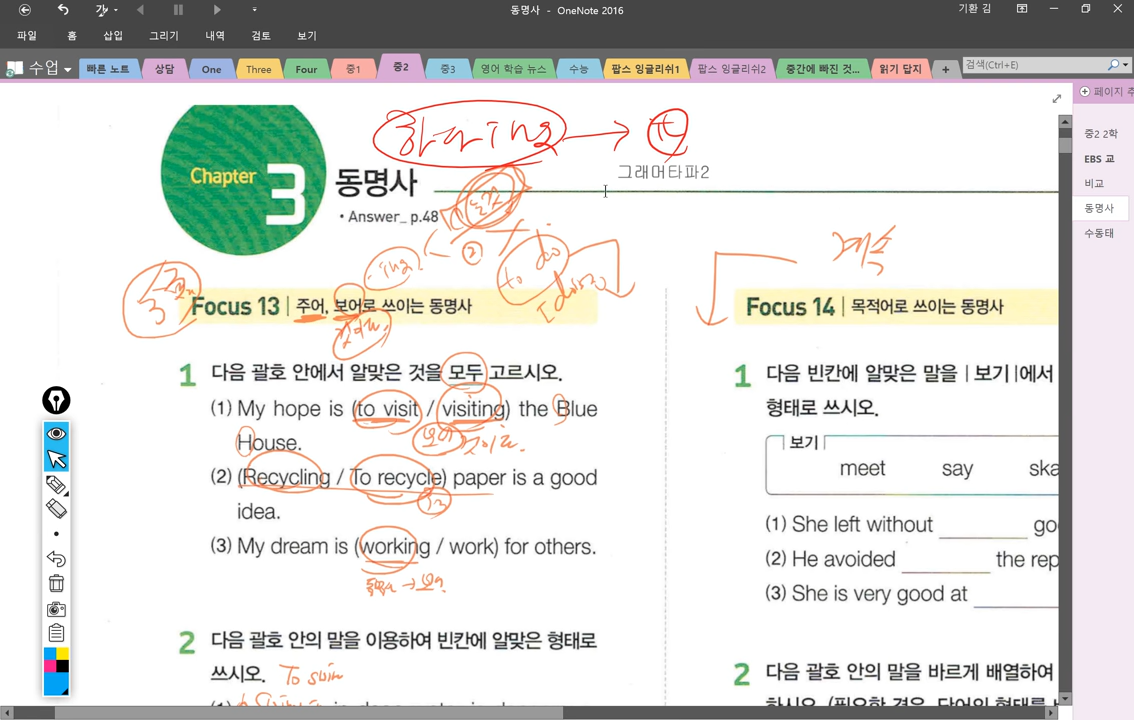 동명사 - OneNote 2016
기환 김
파일 홈 삽입 그리기 내역 검토 보기
수업 빠른 노트 상담 One Three Four 중1 중2 중3 영어 학습 뉴스 수능 팝스 잉글리쉬1 팝스 잉글리쉬2 중간에 빠진 것... 읽기 답지 + 검색(Ctrl+E)
페이지 추
중2 2학
EBS 교
비교
동명사
수동태
Chapter 3 동명사
• Answer_ p.48
그래머타파2
ing
to do
계속
Focus 13 | 주어, 보어로 쓰이는 동명사
1 다음 괄호 안에서 알맞은 것을 모두 고르시오.
(1) My hope is (to visit / visiting) the Blue
House.
보어
(2) (Recycling / To recycle) paper is a good
idea.
(3) My dream is (working / work) for others.
2 다음 괄호 안의 말을 이용하여 빈칸에 알맞은 형태로
쓰시오. To swim
Focus 14 | 목적어로 쓰이는 동명사
1 다음 빈칸에 알맞은 말을 | 보기 |에서
형태로 쓰시오.
보기
meet say ska
(1) She left without ________ go
(2) He avoided ________ the rep
(3) She is very good at ________
2 다음 괄호 안의 말을 바르게 배열하여